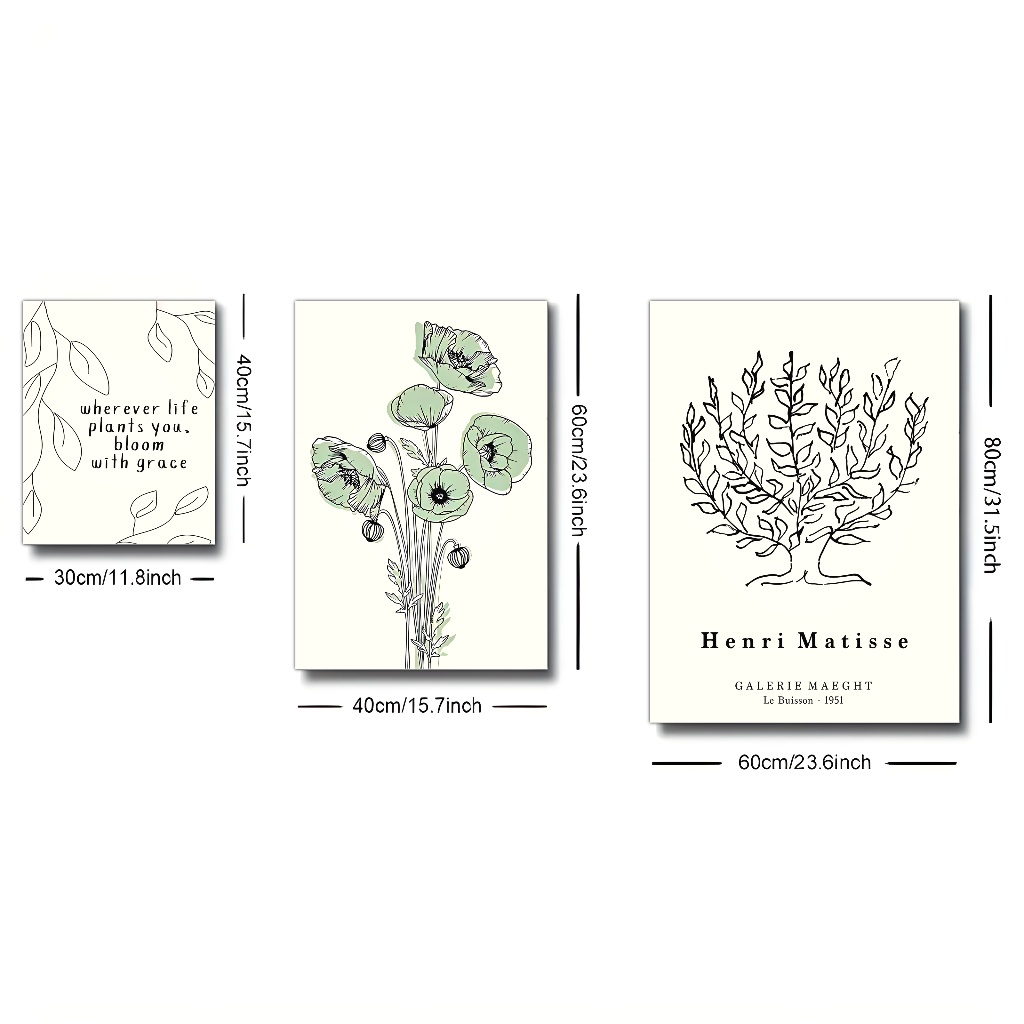 wherever life
plants you,
bloom
with grace
40cm/15.7inch
30cm/11.8inch
60cm/23.6inch
40cm/15.7inch
Henri Matisse
GALERIE MAEGHT
Le Buisson - 1951
80cm/31.5inch
60cm/23.6inch